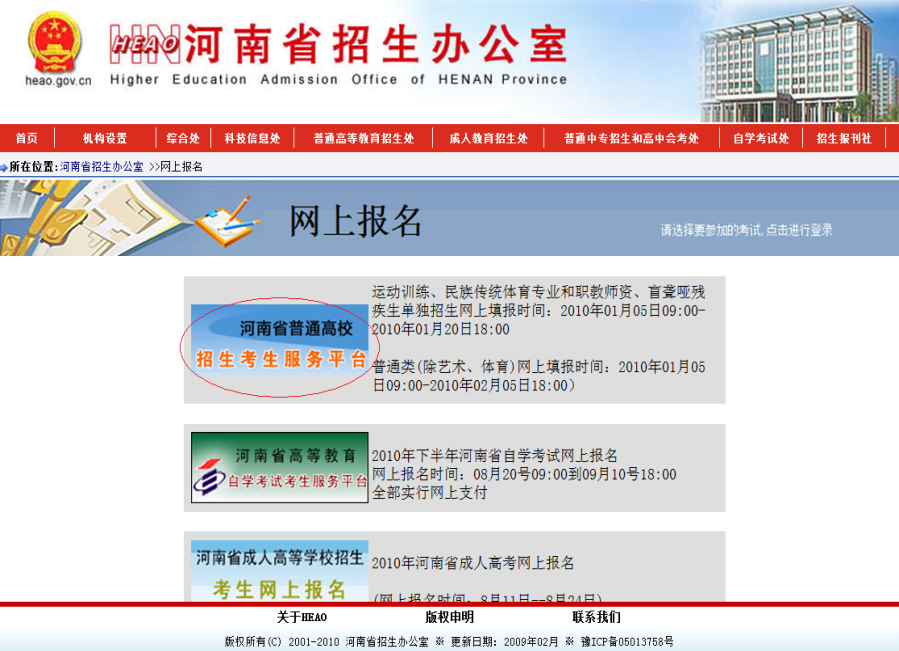 HEAO河南省招生办公室
heao.gov.cn
Higher Education Admission Office of HENAN Province
首页 机构设置 综合处 科技信息处 普通高等教育招生处 成人教育招生处 普通中专招生和高中会考处 自学考试处 招生报刊社
所在位置:河南省招生办公室 >>网上报名
网上报名
请选择要参加的考试,点击进行登录
河南省普通高校
招生考生服务平台
运动训练、民族传统体育专业和职教师资、盲聋哑残
疾生单独招生网上填报时间: 2010年01月05日09:00-
2010年01月20日18:00
普通类(除艺术、体育)网上填报时间: 2010年01月05
日09:00-2010年02月05日18:00)
河南省高等教育
自学考试考生服务平台
2010年下半年河南省自学考试网上报名
网上报名时间: 08月20号09:00到09月10号18:00
全部实行网上支付
河南省成人高等学校招生
考生网上报名
2010年河南省成人高考网上报名
(网上报名时间: 8月11日--8月24日)
关于HEAO 版权申明 联系我们
版权所有(C) 2001-2010 河南省招生办公室 ※ 更新日期: 2009年02月 ※ 豫ICP备05013758号